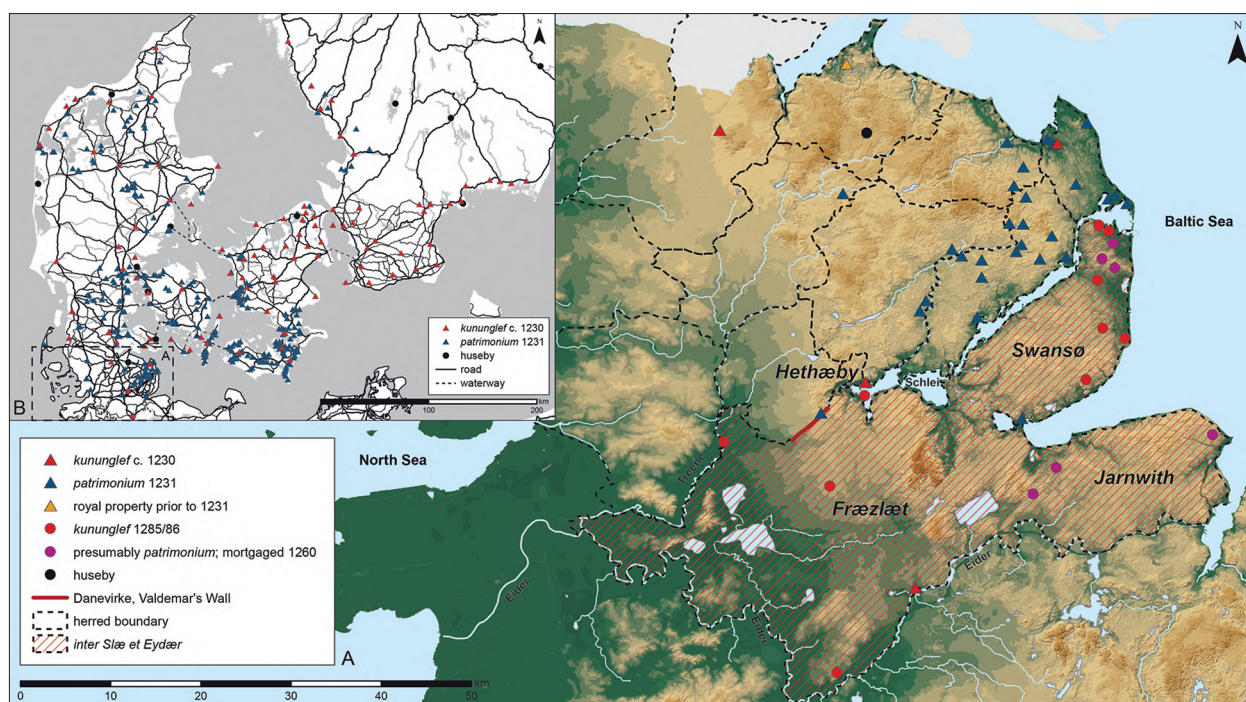 N
A
B
kununglef c. 1230
patrimonium 1231
huseby
road
waterway
km
100
200
N
Baltic Sea
Swansø
Hethæby
Schlei
North Sea
Treene
Jarnwith
Fræzlæt
Eider
Eider
Eider
kununglef c. 1230
patrimonium 1231
royal property prior to 1231
kununglef 1285/86
presumably patrimonium; mortgaged 1260
huseby
Danevirke, Valdemar's Wall
herred boundary
inter Slæ et Eydær
A
km
0
10
20
30
40
50